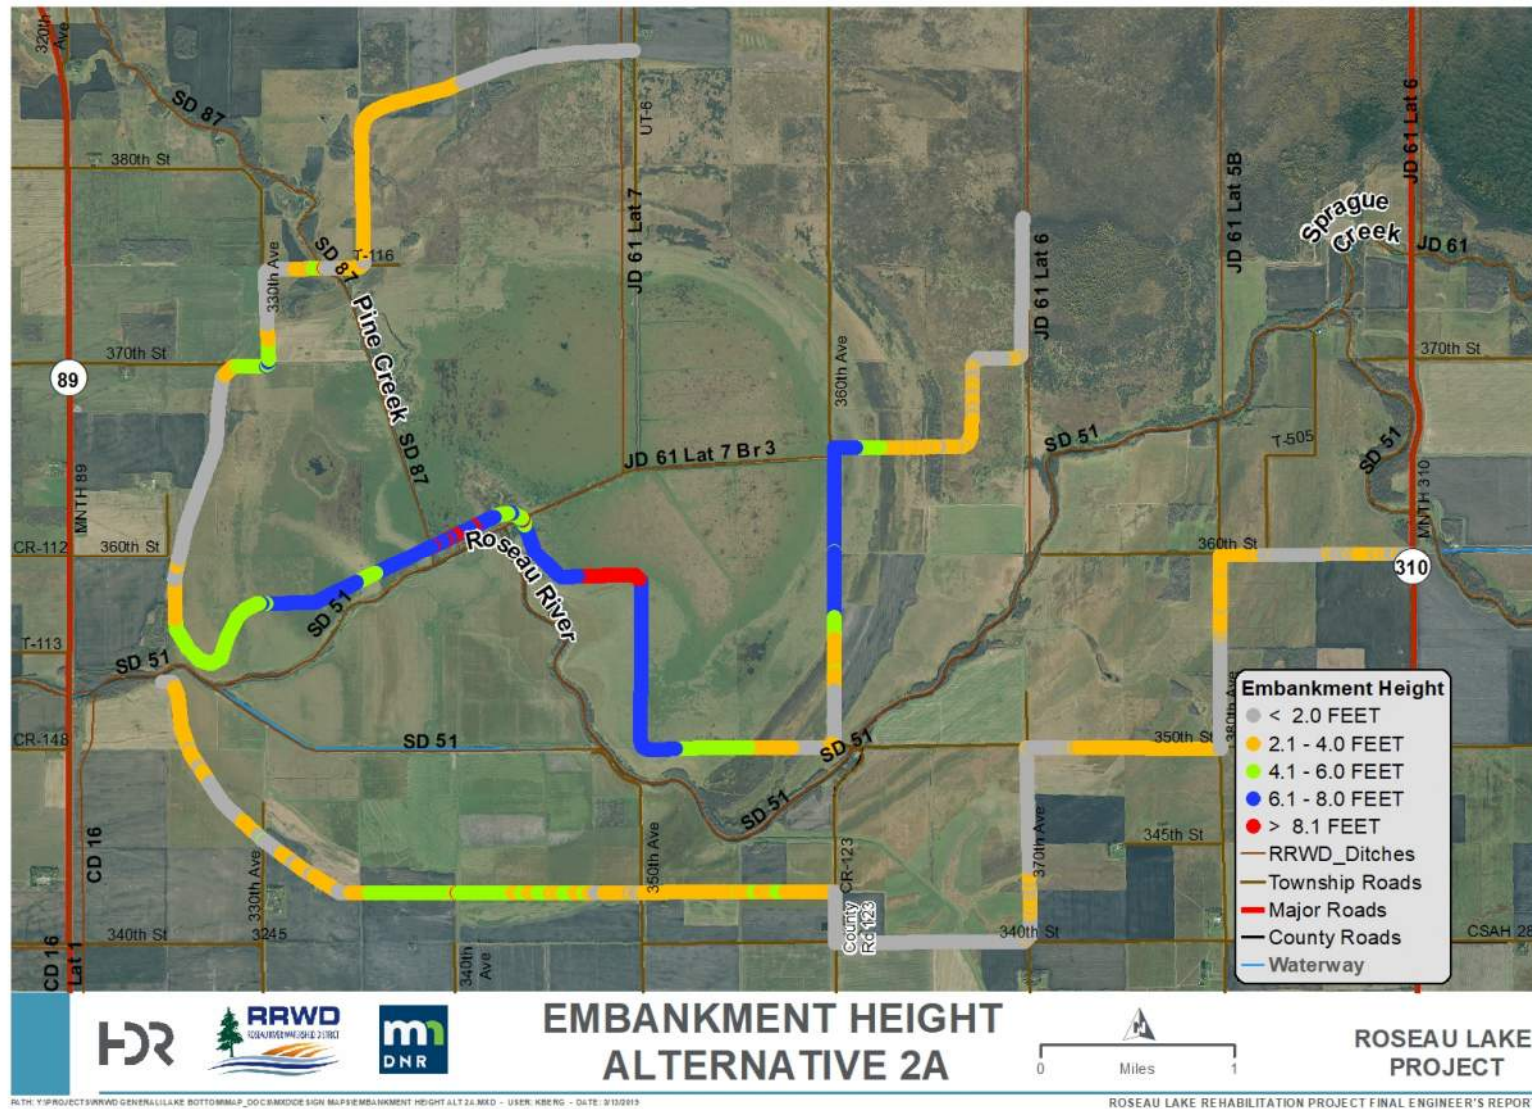 320th
Ave
SD 87
380th St
UT-6
JD 61 Lat 6
JD 61 Lat 5B
JD 61 Lat 7
Sprague
Creek
JD 61
SD 87
T-116
330th Ave
Pine Creek
JD 61 Lat 6
370th St
89
360th Ave
370th St
SD 87
JD 61 Lat 7 Br 3
SD 51
T-505
SD 51
MNTH 89
MNTH 310
CR-112
360th St
Roseau River
360th St
310
SD 51
T-113
SD 51
CR-148
SD 51
SD 51
350th St
380th Ave
SD 51
345th St
CD 16
330th Ave
350th Ave
CR-123
370th Ave
County
Rd 123
CD 16
Lat 1
340th St
3245
340th
Ave
340th St
CSAH 28
Embankment Height
< 2.0 FEET
2.1 - 4.0 FEET
4.1 - 6.0 FEET
6.1 - 8.0 FEET
> 8.1 FEET
RRWD_Ditches
Township Roads
Major Roads
County Roads
Waterway
HDR
RRWD
ROSEAU RIVER WATERSHED DISTRICT
mn
DNR
EMBANKMENT HEIGHT
ALTERNATIVE 2A
N
0 Miles 1
ROSEAU LAKE
PROJECT
ROSEAU LAKE REHABILITATION PROJECT FINAL ENGINEER'S REPORT